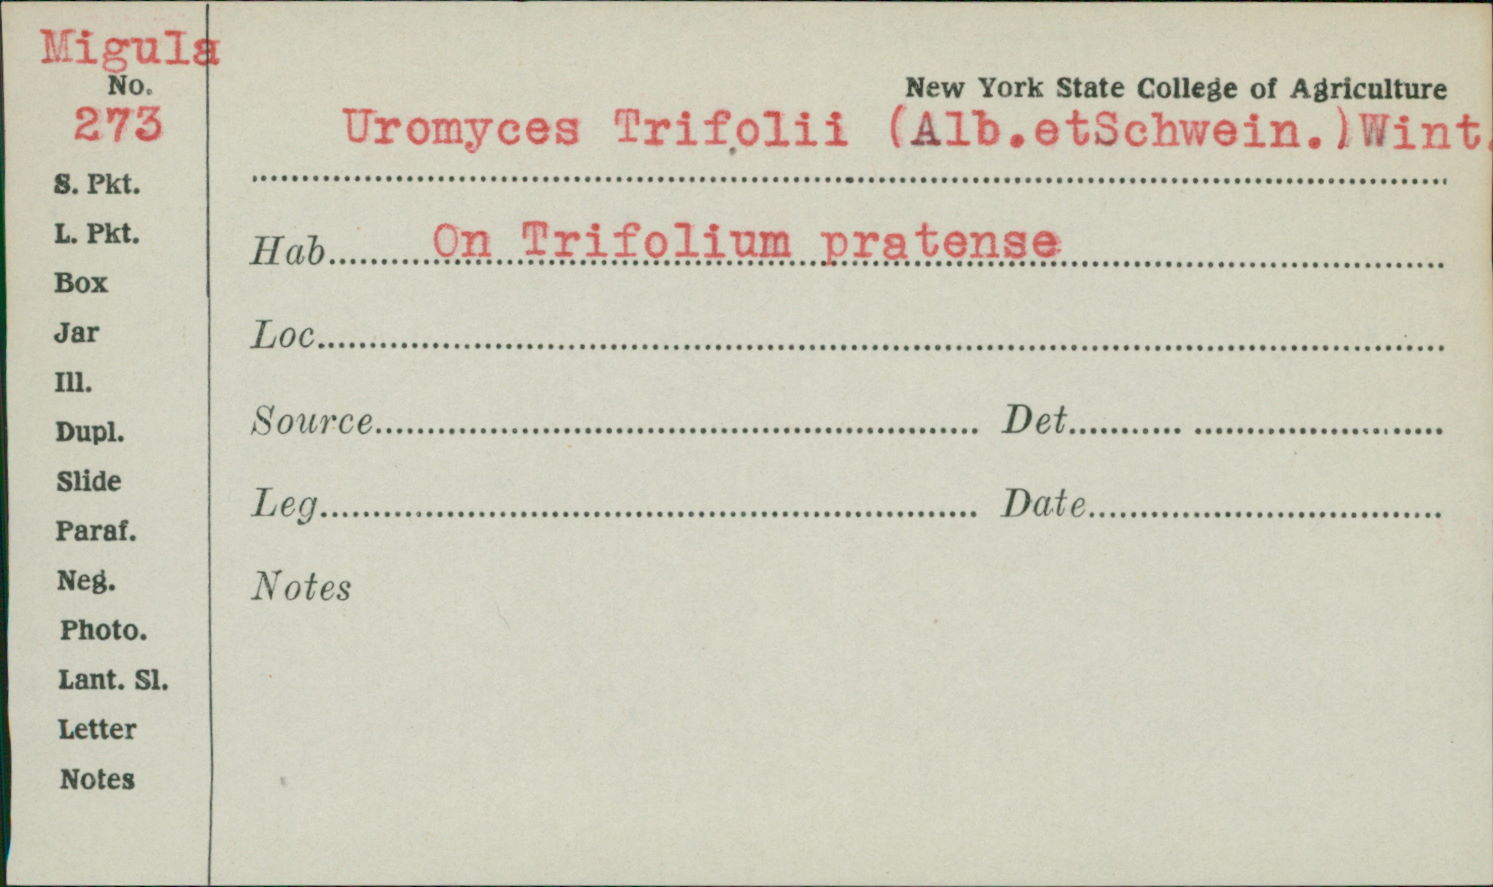 Migula
No.
273
New York State College of Agriculture
Uromyces Trifolii (Alb.etSchwein.)Wint.
S. Pkt.
L. Pkt.
Hab. On Trifolium pratense
Box
Jar
Loc.
Ill.
Dupl.
Source Det.
Slide
Paraf.
Leg. Date
Neg.
Notes
Photo.
Lant. Sl.
Letter
Notes